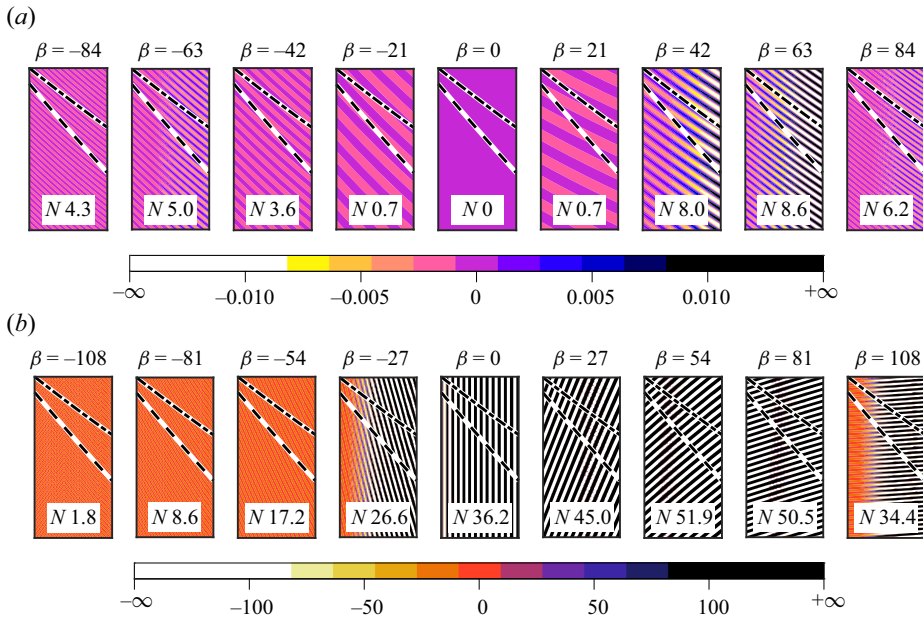 (a)
β = –84 β = –63 β = –42 β = –21 β = 0 β = 21 β = 42 β = 63 β = 84
N 4.3 N 5.0 N 3.6 N 0.7 N 0 N 0.7 N 8.0 N 8.6 N 6.2
–∞ –0.010 –0.005 0 0.005 0.010 +∞
(b)
β = –108 β = –81 β = –54 β = –27 β = 0 β = 27 β = 54 β = 81 β = 108
N 1.8 N 8.6 N 17.2 N 26.6 N 36.2 N 45.0 N 51.9 N 50.5 N 34.4
–∞ –100 –50 0 50 100 +∞